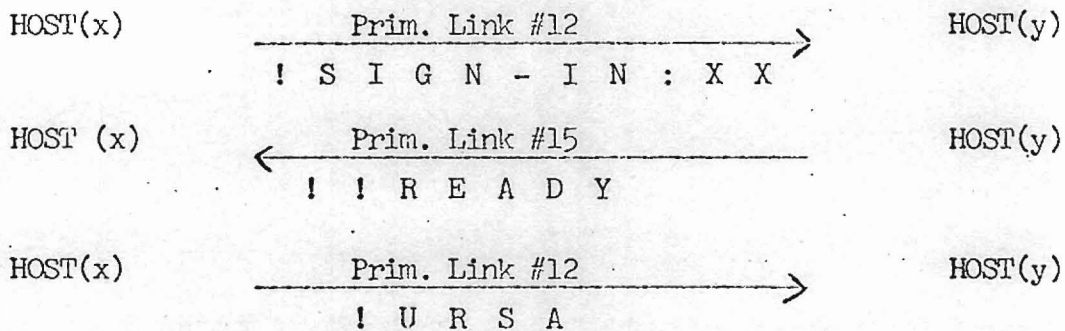 HOST(x) Prim. Link #12 HOST(y)
! S I G N - I N : X X
HOST (x) Prim. Link #15 HOST(y)
! ! R E A D Y
HOST(x) Prim. Link #12 HOST(y)
! U R S A